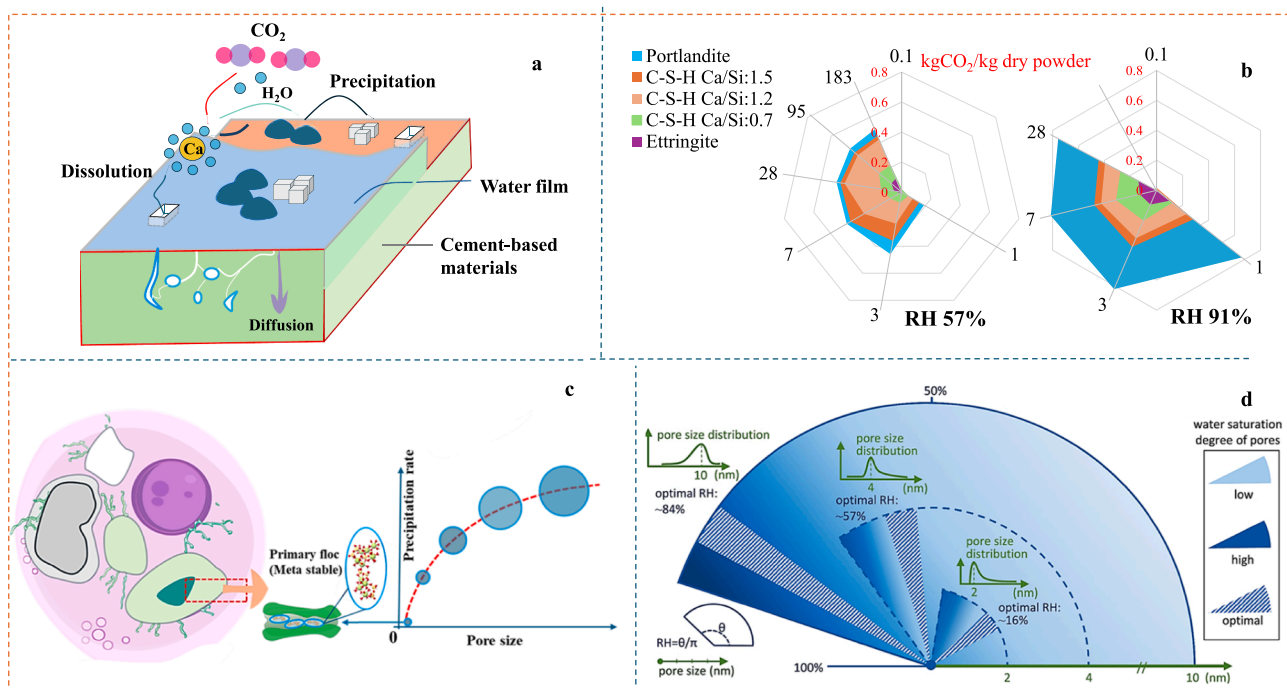 a
CO₂
H₂O
Precipitation
Ca
Dissolution
Water film
Cement-based
materials
Diffusion
b
Portlandite
C-S-H Ca/Si:1.5
C-S-H Ca/Si:1.2
C-S-H Ca/Si:0.7
Ettringite
kgCO₂/kg dry powder
0.1
183
95
28
7
3
1
0.8
0.6
0.4
0.2
0
RH 57%
0.1
28
7
3
1
0.8
0.6
0.4
0.2
0
RH 91%
c
Primary floc
(Meta stable)
Precipitation rate
0
Pore size
d
50%
pore size distribution
10 (nm)
optimal RH:
~84%
pore size
distribution
4 (nm)
optimal RH:
~57%
pore size
distribution
2 (nm)
optimal RH:
~16%
θ
RH=θ/π
pore size (nm)
100%
2
4
//
10 (nm)
water saturation
degree of pores
low
high
optimal